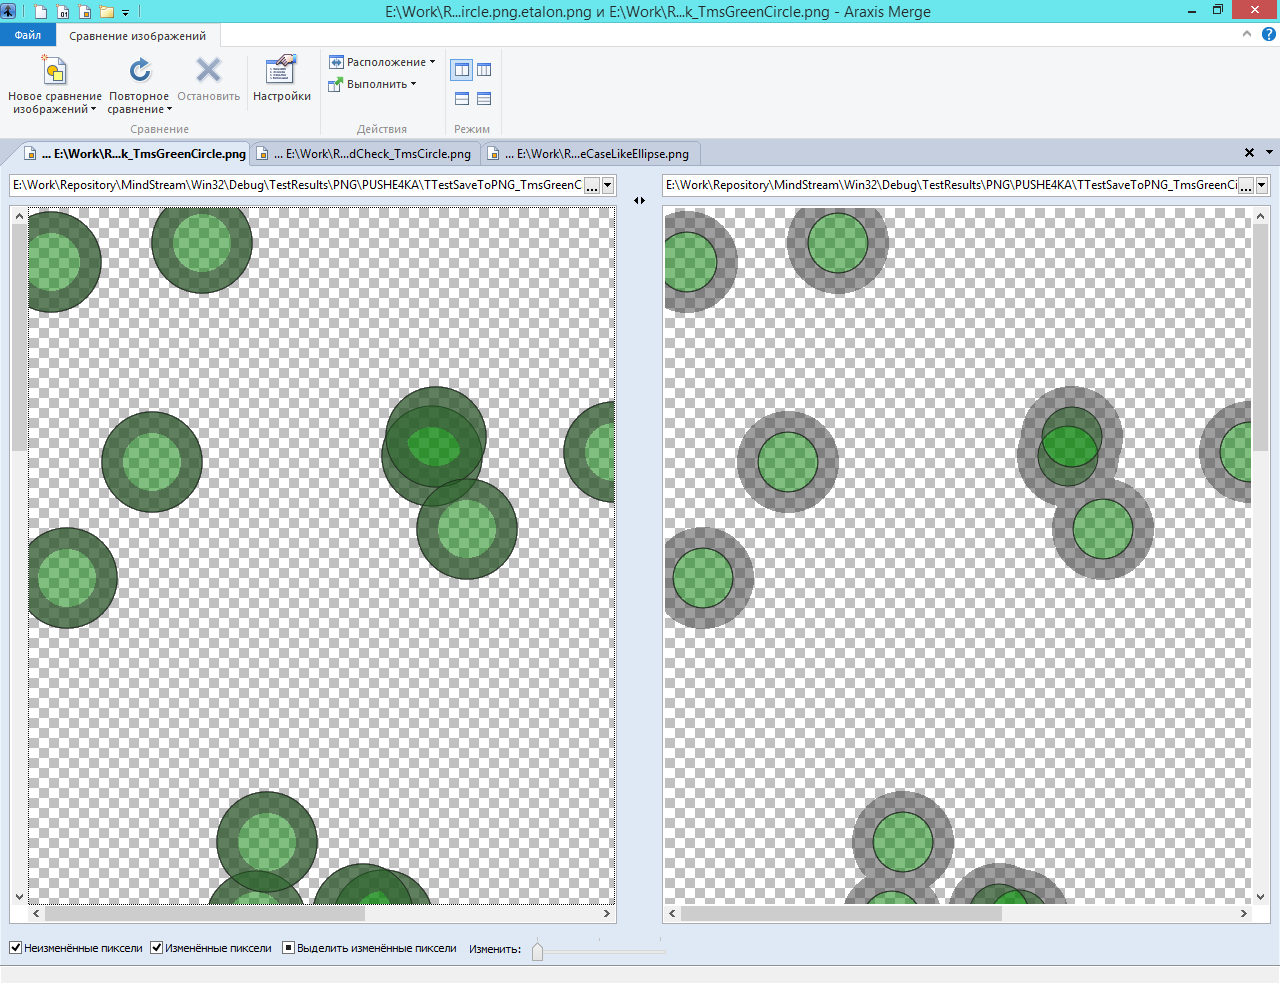 E:\Work\R...ircle.png.etalon.png и E:\Work\R...k_TmsGreenCircle.png - Araxis Merge
Файл
Сравнение изображений
Новое сравнение изображений
Повторное сравнение
Остановить
Настройки
Расположение
Выполнить
Сравнение
Действия
Режим
... E:\Work\R...k_TmsGreenCircle.png
... E:\Work\R...dCheck_TmsCircle.png
... E:\Work\R...eCaseLikeEllipse.png
E:\Work\Repository\MindStream\Win32\Debug\TestResults\PNG\PUSHE4KA\TTestSaveToPNG_TmsGreenC
...
E:\Work\Repository\MindStream\Win32\Debug\TestResults\PNG\PUSHE4KA\TTestSaveToPNG_TmsGreenCi
...
Неизменённые пиксели
Изменённые пиксели
Выделить изменённые пиксели
Изменить: